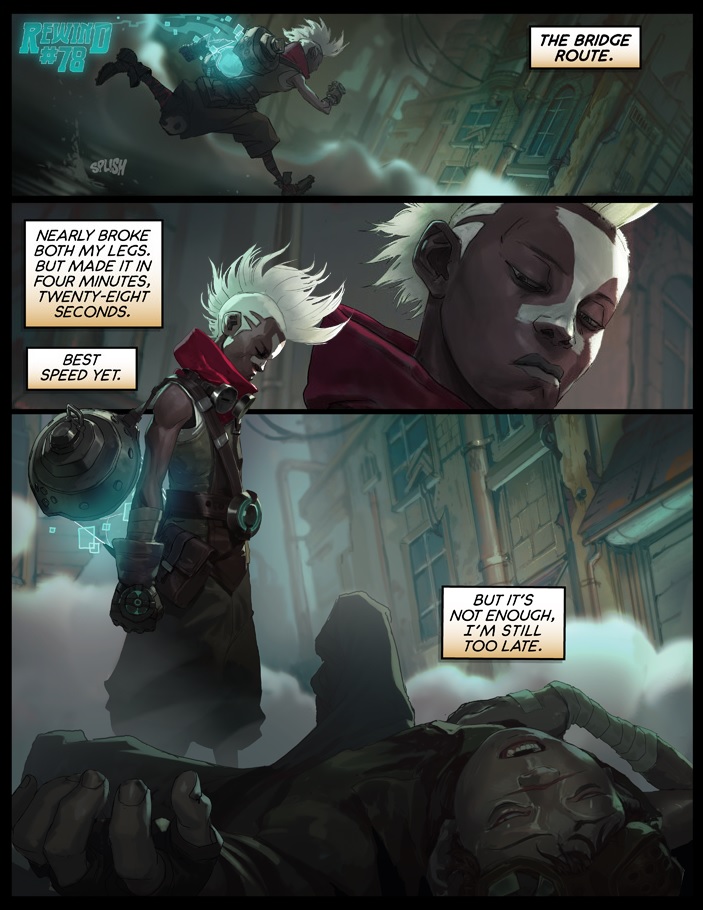 REWIND
#78
THE BRIDGE
ROUTE.
SPLISH
NEARLY BROKE
BOTH MY LEGS.
BUT MADE IT IN
FOUR MINUTES,
TWENTY-EIGHT
SECONDS.
BEST
SPEED YET.
BUT IT'S
NOT ENOUGH,
I'M STILL
TOO LATE.